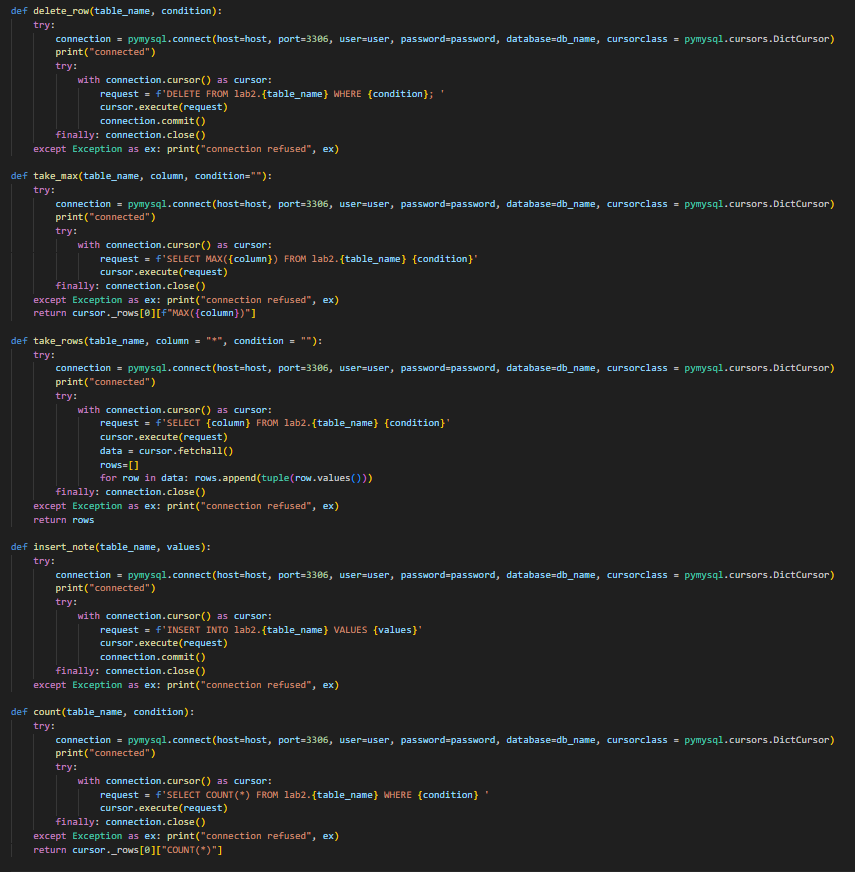 def delete_row(table_name, condition):
    try:
        connection = pymysql.connect(host=host, port=3306, user=user, password=password, database=db_name, cursorclass = pymysql.cursors.DictCursor)
        print("connected")
        try:
            with connection.cursor() as cursor:
                request = f'DELETE FROM lab2.{table_name} WHERE {condition}; '
                cursor.execute(request)
                connection.commit()
        finally: connection.close()
    except Exception as ex: print("connection refused", ex)

def take_max(table_name, column, condition=""):
    try:
        connection = pymysql.connect(host=host, port=3306, user=user, password=password, database=db_name, cursorclass = pymysql.cursors.DictCursor)
        print("connected")
        try:
            with connection.cursor() as cursor:
                request = f'SELECT MAX({column}) FROM lab2.{table_name} {condition}'
                cursor.execute(request)
        finally: connection.close()
    except Exception as ex: print("connection refused", ex)
    return cursor._rows[0][f"MAX({column})"]

def take_rows(table_name, column = "*", condition = ""):
    try:
        connection = pymysql.connect(host=host, port=3306, user=user, password=password, database=db_name, cursorclass = pymysql.cursors.DictCursor)
        print("connected")
        try:
            with connection.cursor() as cursor:
                request = f'SELECT {column} FROM lab2.{table_name} {condition}'
                cursor.execute(request)
                data = cursor.fetchall()
                rows=[]
                for row in data: rows.append(tuple(row.values()))
        finally: connection.close()
    except Exception as ex: print("connection refused", ex)
    return rows

def insert_note(table_name, values):
    try:
        connection = pymysql.connect(host=host, port=3306, user=user, password=password, database=db_name, cursorclass = pymysql.cursors.DictCursor)
        print("connected")
        try:
            with connection.cursor() as cursor:
                request = f'INSERT INTO lab2.{table_name} VALUES {values}'
                cursor.execute(request)
                connection.commit()
        finally: connection.close()
    except Exception as ex: print("connection refused", ex)

def count(table_name, condition):
    try:
        connection = pymysql.connect(host=host, port=3306, user=user, password=password, database=db_name, cursorclass = pymysql.cursors.DictCursor)
        print("connected")
        try:
            with connection.cursor() as cursor:
                request = f'SELECT COUNT(*) FROM lab2.{table_name} WHERE {condition} '
                cursor.execute(request)
        finally: connection.close()
    except Exception as ex: print("connection refused", ex)
    return cursor._rows[0]["COUNT(*)"]